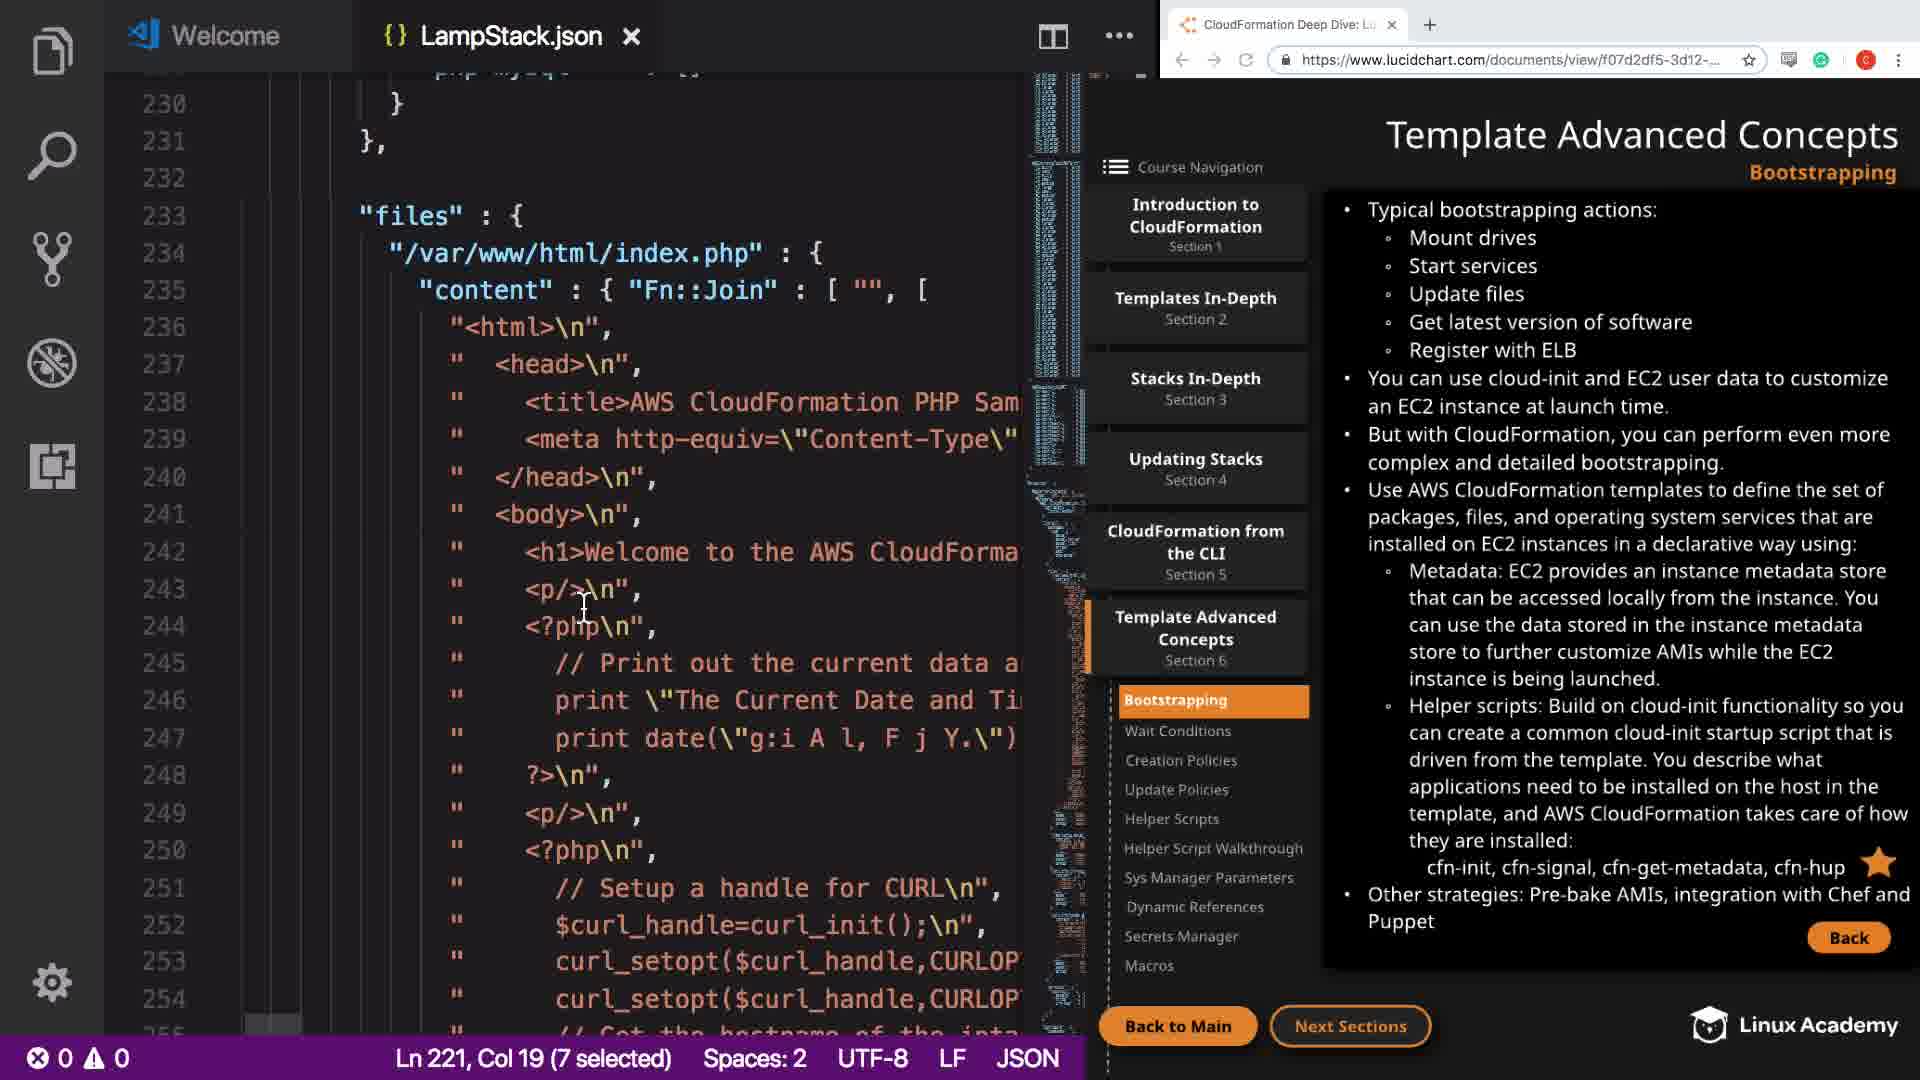 Welcome
{} LampStack.json ×
230 }
231 },
232
233 "files" : {
234 "/var/www/html/index.php" : {
235 "content" : { "Fn::Join" : [ "", [
236 "<html>\n",
237 " <head>\n",
238 " <title>AWS CloudFormation PHP Sam
239 " <meta http-equiv=\"Content-Type\"
240 " </head>\n",
241 " <body>\n",
242 " <h1>Welcome to the AWS CloudForma
243 " <p/>\n",
244 " <?php\n",
245 " // Print out the current data a
246 " print \"The Current Date and Ti
247 " print date(\"g:i A l, F j Y.\")
248 " ?>\n",
249 " <p/>\n",
250 " <?php\n",
251 " // Setup a handle for CURL\n",
252 " $curl_handle=curl_init();\n",
253 " curl_setopt($curl_handle,CURLOP
254 " curl_setopt($curl_handle,CURLOP
0 0
Ln 221, Col 19 (7 selected) Spaces: 2 UTF-8 LF JSON
CloudFormation Deep Dive: Lu
https://www.lucidchart.com/documents/view/f07d2df5-3d12-...
C
Template Advanced Concepts
Bootstrapping
Course Navigation
Introduction to
CloudFormation
Section 1
Templates In-Depth
Section 2
Stacks In-Depth
Section 3
Updating Stacks
Section 4
CloudFormation from
the CLI
Section 5
Template Advanced
Concepts
Section 6
Bootstrapping
Wait Conditions
Creation Policies
Update Policies
Helper Scripts
Helper Script Walkthrough
Sys Manager Parameters
Dynamic References
Secrets Manager
Macros
• Typical bootstrapping actions:
◦ Mount drives
◦ Start services
◦ Update files
◦ Get latest version of software
◦ Register with ELB
• You can use cloud-init and EC2 user data to customize
an EC2 instance at launch time.
• But with CloudFormation, you can perform even more
complex and detailed bootstrapping.
• Use AWS CloudFormation templates to define the set of
packages, files, and operating system services that are
installed on EC2 instances in a declarative way using:
◦ Metadata: EC2 provides an instance metadata store
that can be accessed locally from the instance. You
can use the data stored in the instance metadata
store to further customize AMIs while the EC2
instance is being launched.
◦ Helper scripts: Build on cloud-init functionality so you
can create a common cloud-init startup script that is
driven from the template. You describe what
applications need to be installed on the host in the
template, and AWS CloudFormation takes care of how
they are installed:
cfn-init, cfn-signal, cfn-get-metadata, cfn-hup
• Other strategies: Pre-bake AMIs, integration with Chef and
Puppet
Back
Back to Main
Next Sections
Linux Academy